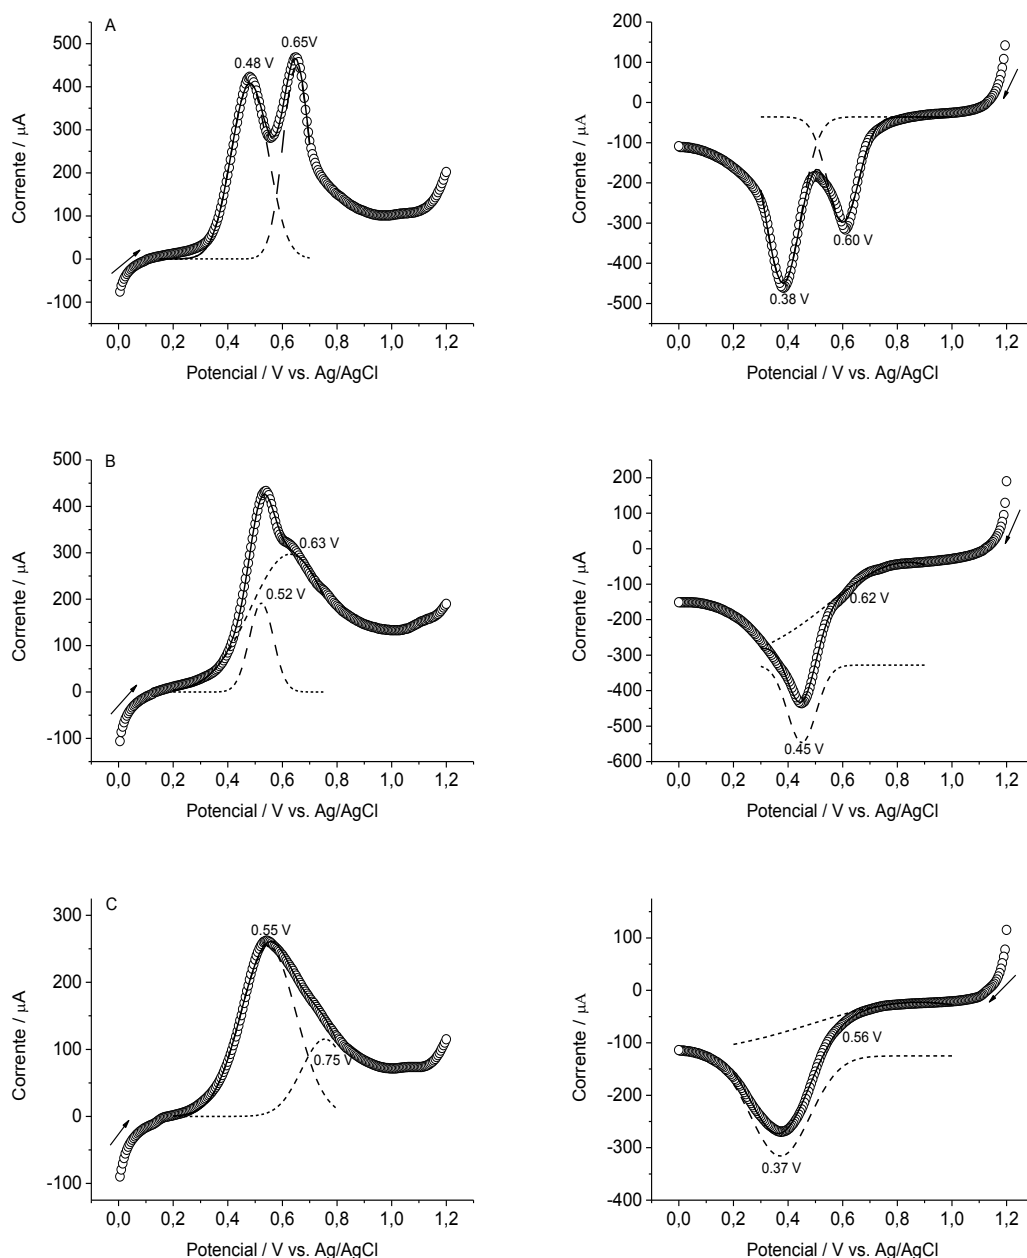 A
500
400
300
200
100
0
-100
0.48 V
0.65V
Corrente / μA
0,0 0,2 0,4 0,6 0,8 1,0 1,2
Potencial / V vs. Ag/AgCl
200
100
0
-100
-200
-300
-400
-500
0.60 V
0.38 V
Corrente / μA
0,0 0,2 0,4 0,6 0,8 1,0 1,2
Potencial / V vs. Ag/AgCl
B
500
400
300
200
100
0
-100
0.63 V
0.52 V
Corrente / μA
0,0 0,2 0,4 0,6 0,8 1,0 1,2
Potencial / V vs. Ag/AgCl
200
100
0
-100
-200
-300
-400
-500
-600
0.62 V
0.45 V
Corrente / μA
0,0 0,2 0,4 0,6 0,8 1,0 1,2
Potencial / V vs. Ag/AgCl
C
300
200
100
0
-100
0.55 V
0.75 V
Corrente / μA
0,0 0,2 0,4 0,6 0,8 1,0 1,2
Potencial / V vs. Ag/AgCl
100
0
-100
-200
-300
-400
0.56 V
0.37 V
Corrente / μA
0,0 0,2 0,4 0,6 0,8 1,0 1,2
Potencial / V vs. Ag/AgCl